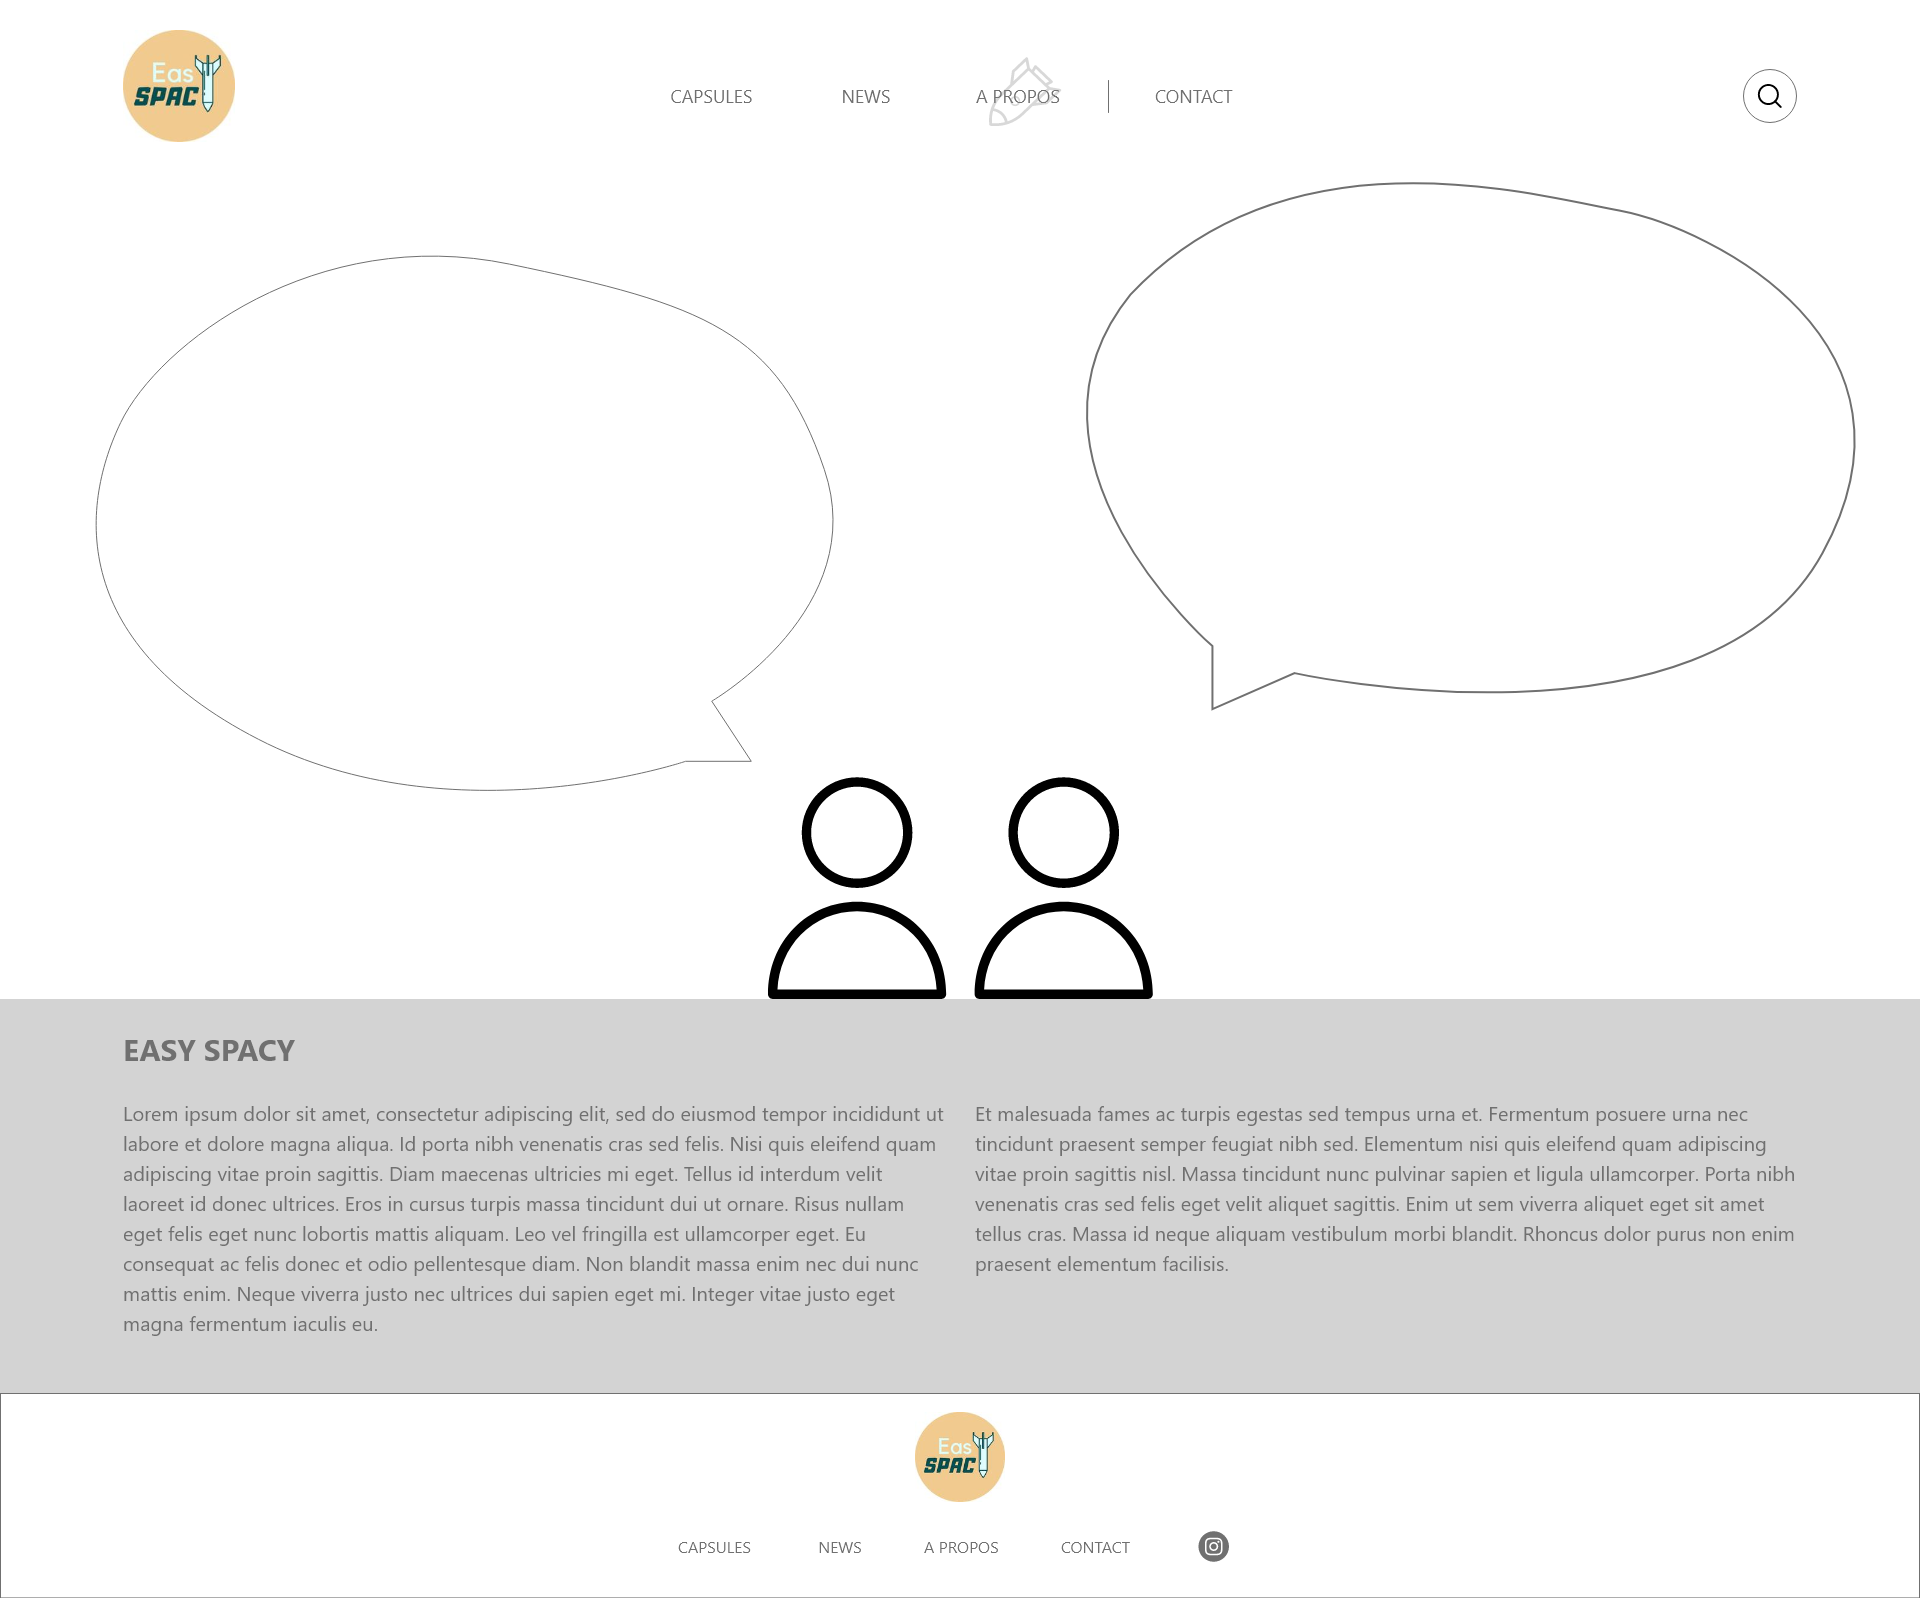 Eas
SPAC
CAPSULES
NEWS
A PROPOS
CONTACT
EASY SPACY
Lorem ipsum dolor sit amet, consectetur adipiscing elit, sed do eiusmod tempor incididunt ut
labore et dolore magna aliqua. Id porta nibh venenatis cras sed felis. Nisi quis eleifend quam
adipiscing vitae proin sagittis. Diam maecenas ultricies mi eget. Tellus id interdum velit
laoreet id donec ultrices. Eros in cursus turpis massa tincidunt dui ut ornare. Risus nullam
eget felis eget nunc lobortis mattis aliquam. Leo vel fringilla est ullamcorper eget. Eu
consequat ac felis donec et odio pellentesque diam. Non blandit massa enim nec dui nunc
mattis enim. Neque viverra justo nec ultrices dui sapien eget mi. Integer vitae justo eget
magna fermentum iaculis eu.
Et malesuada fames ac turpis egestas sed tempus urna et. Fermentum posuere urna nec
tincidunt praesent semper feugiat nibh sed. Elementum nisi quis eleifend quam adipiscing
vitae proin sagittis nisl. Massa tincidunt nunc pulvinar sapien et ligula ullamcorper. Porta nibh
venenatis cras sed felis eget velit aliquet sagittis. Enim ut sem viverra aliquet eget sit amet
tellus cras. Massa id neque aliquam vestibulum morbi blandit. Rhoncus dolor purus non enim
praesent elementum facilisis.
Eas
SPAC
CAPSULES
NEWS
A PROPOS
CONTACT